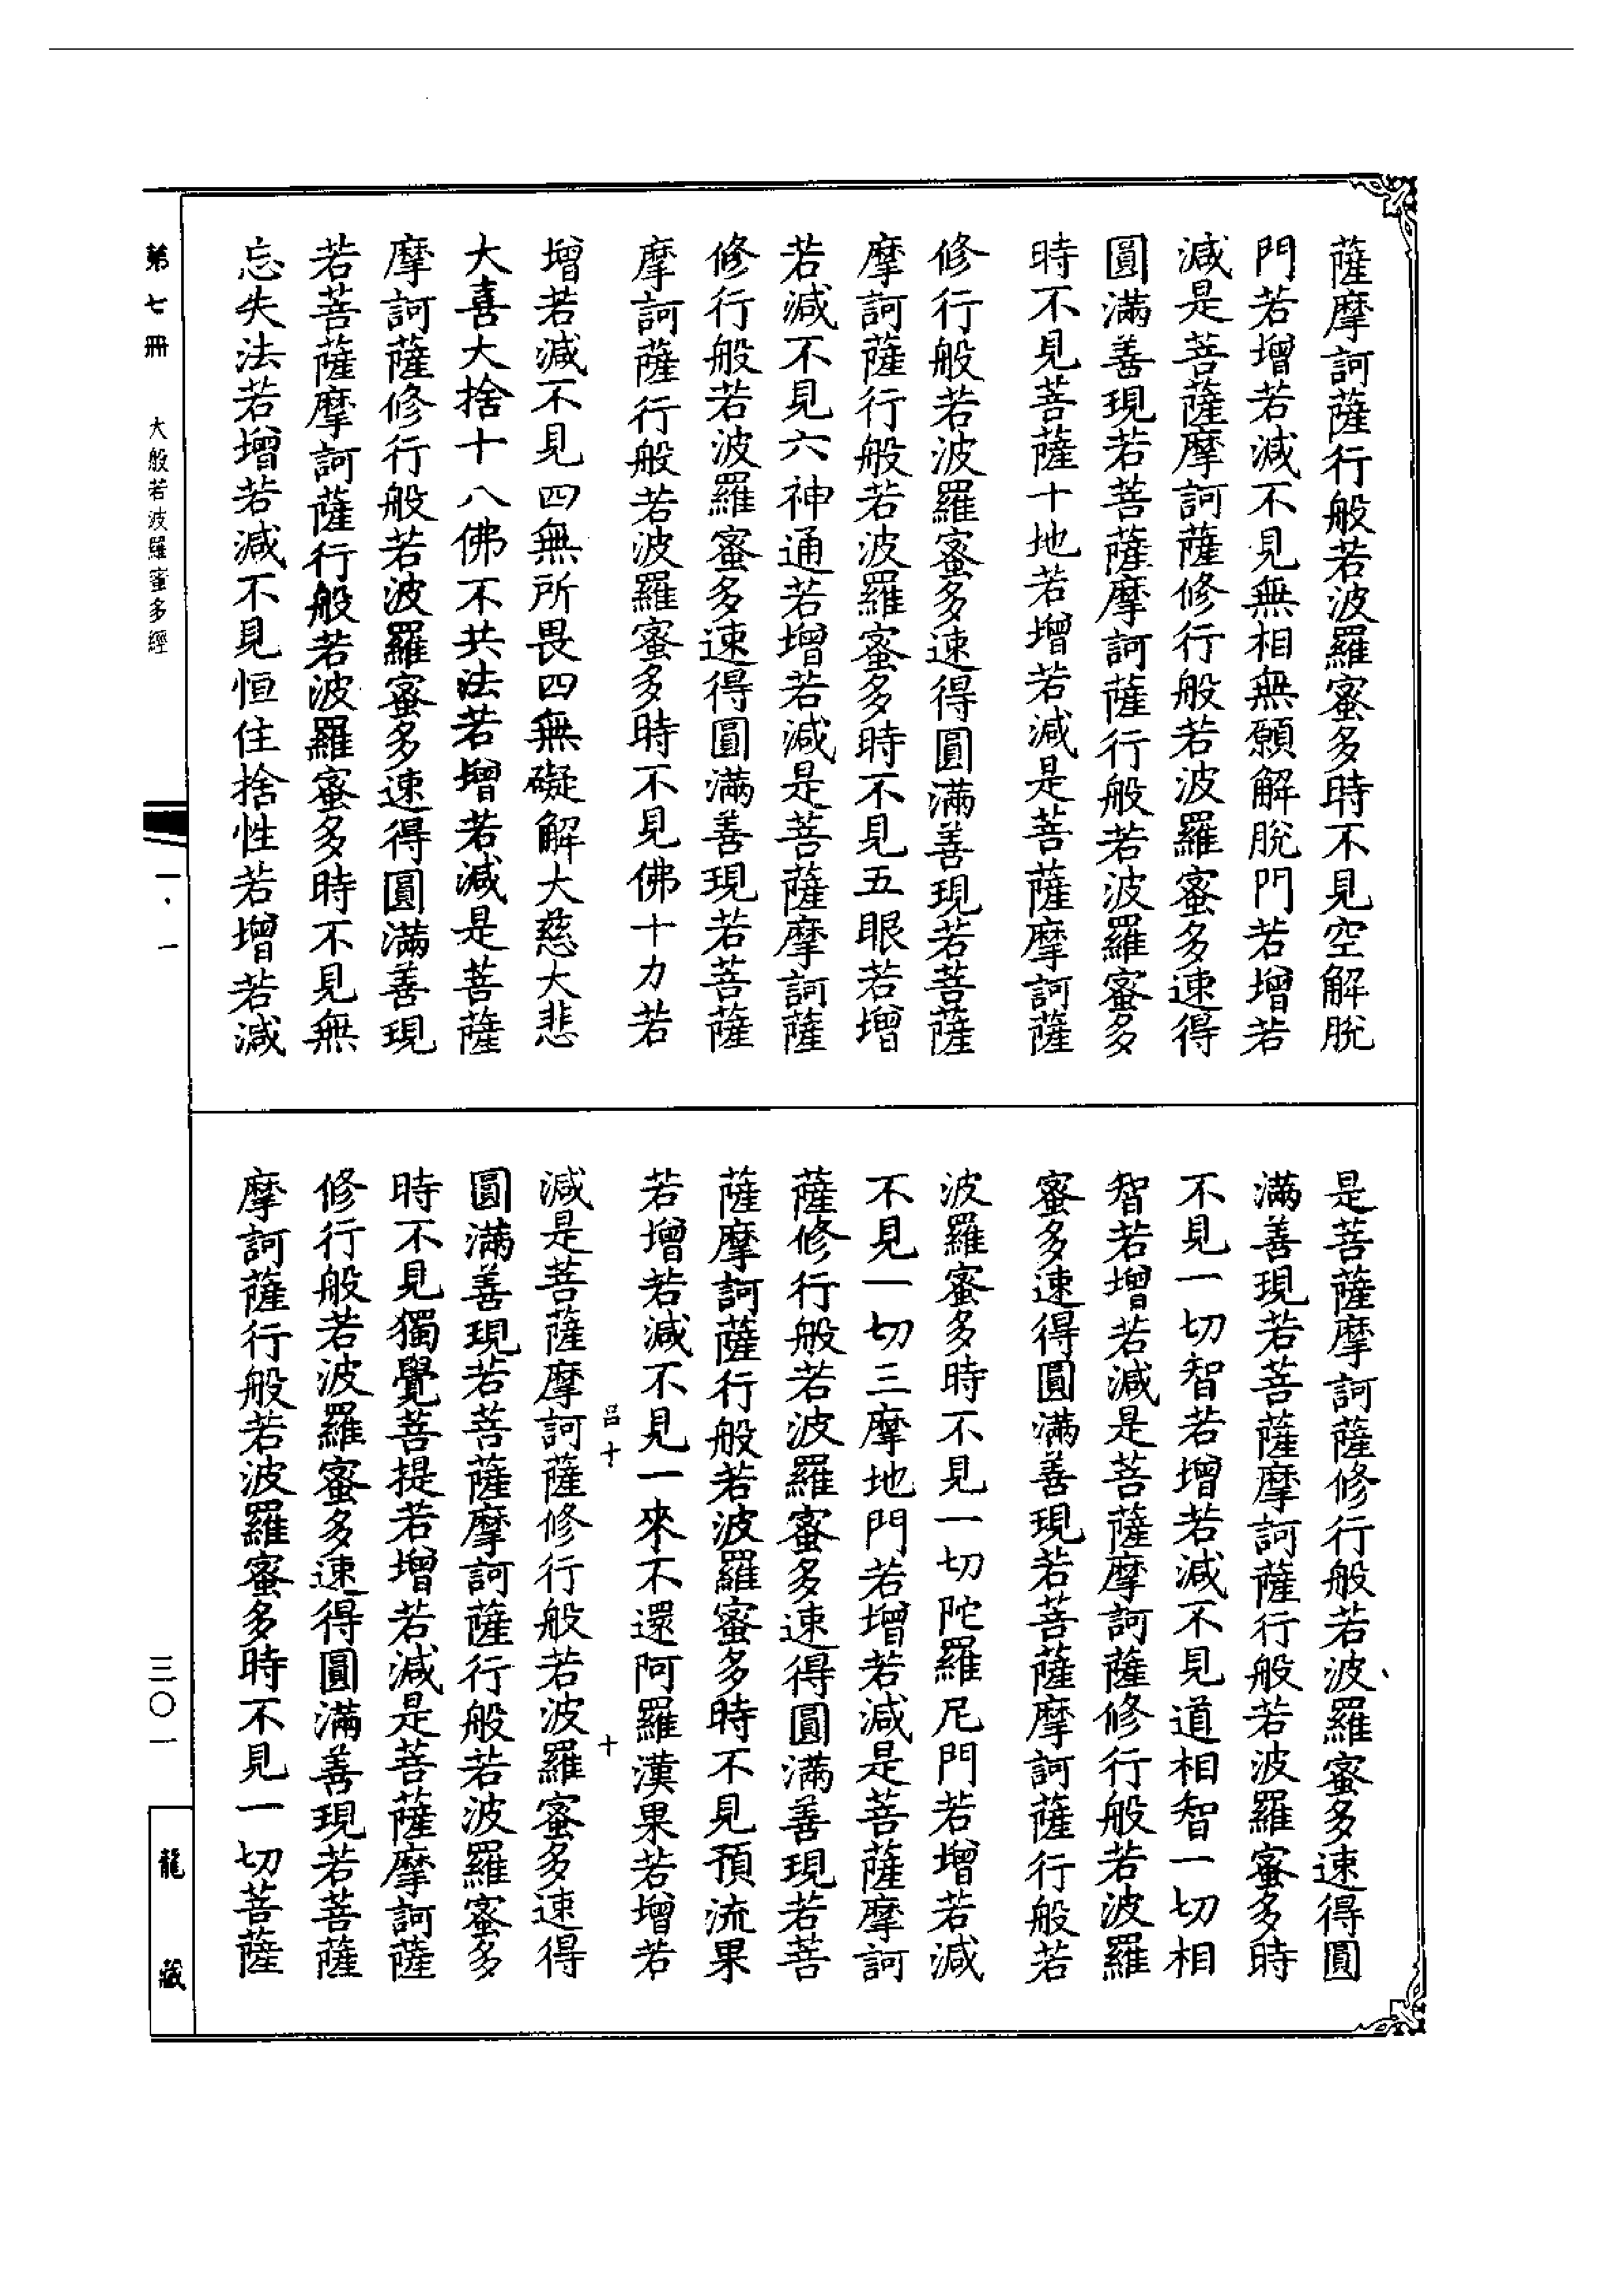 薩摩訶薩行般若波羅蜜多時不見空解脫
門若增若減不見無相無願解脫門若增若
減是菩薩摩訶薩修行般若波羅蜜多速得
圓滿善現若菩薩摩訶薩行般若波羅蜜多
時不見菩薩十地若增若減是菩薩摩訶薩
修行般若波羅蜜多速得圓滿善現若菩薩
摩訶薩行般若波羅蜜多時不見五眼若增
若減不見六神通若增若減是菩薩摩訶薩
修行般若波羅蜜多速得圓滿善現若菩薩
摩訶薩行般若波羅蜜多時不見佛十力若
增若減不見四無所畏四無礙解大慈大悲
大喜大捨十八佛不共法若增若減是菩薩
摩訶薩修行般若波羅蜜多速得圓滿善現
若菩薩摩訶薩行般若波羅蜜多時不見無
忘失法若增若減不見恒住捨性若增若減
是菩薩摩訶薩修行般若波羅蜜多速得圓
滿善現若菩薩摩訶薩行般若波羅蜜多時
不見一切智若增若減不見道相智一切相
智若增若減是菩薩摩訶薩修行般若波羅
蜜多速得圓滿善現若菩薩摩訶薩行般若
波羅蜜多時不見一切陀羅尼門若增若減
不見一切三摩地門若增若減是菩薩摩訶
薩修行般若波羅蜜多速得圓滿善現若菩
薩摩訶薩行般若波羅蜜多時不見預流果
若增若減不見一來不還阿羅漢果若增若
呂十 十
減是菩薩摩訶薩修行般若波羅蜜多速得
圓滿善現若菩薩摩訶薩行般若波羅蜜多
時不見獨覺菩提若增若減是菩薩摩訶薩
修行般若波羅蜜多速得圓滿善現若菩薩
摩訶薩行般若波羅蜜多時不見一切菩薩
第七冊 大般若波羅蜜多經 一·一 三〇一 龍藏